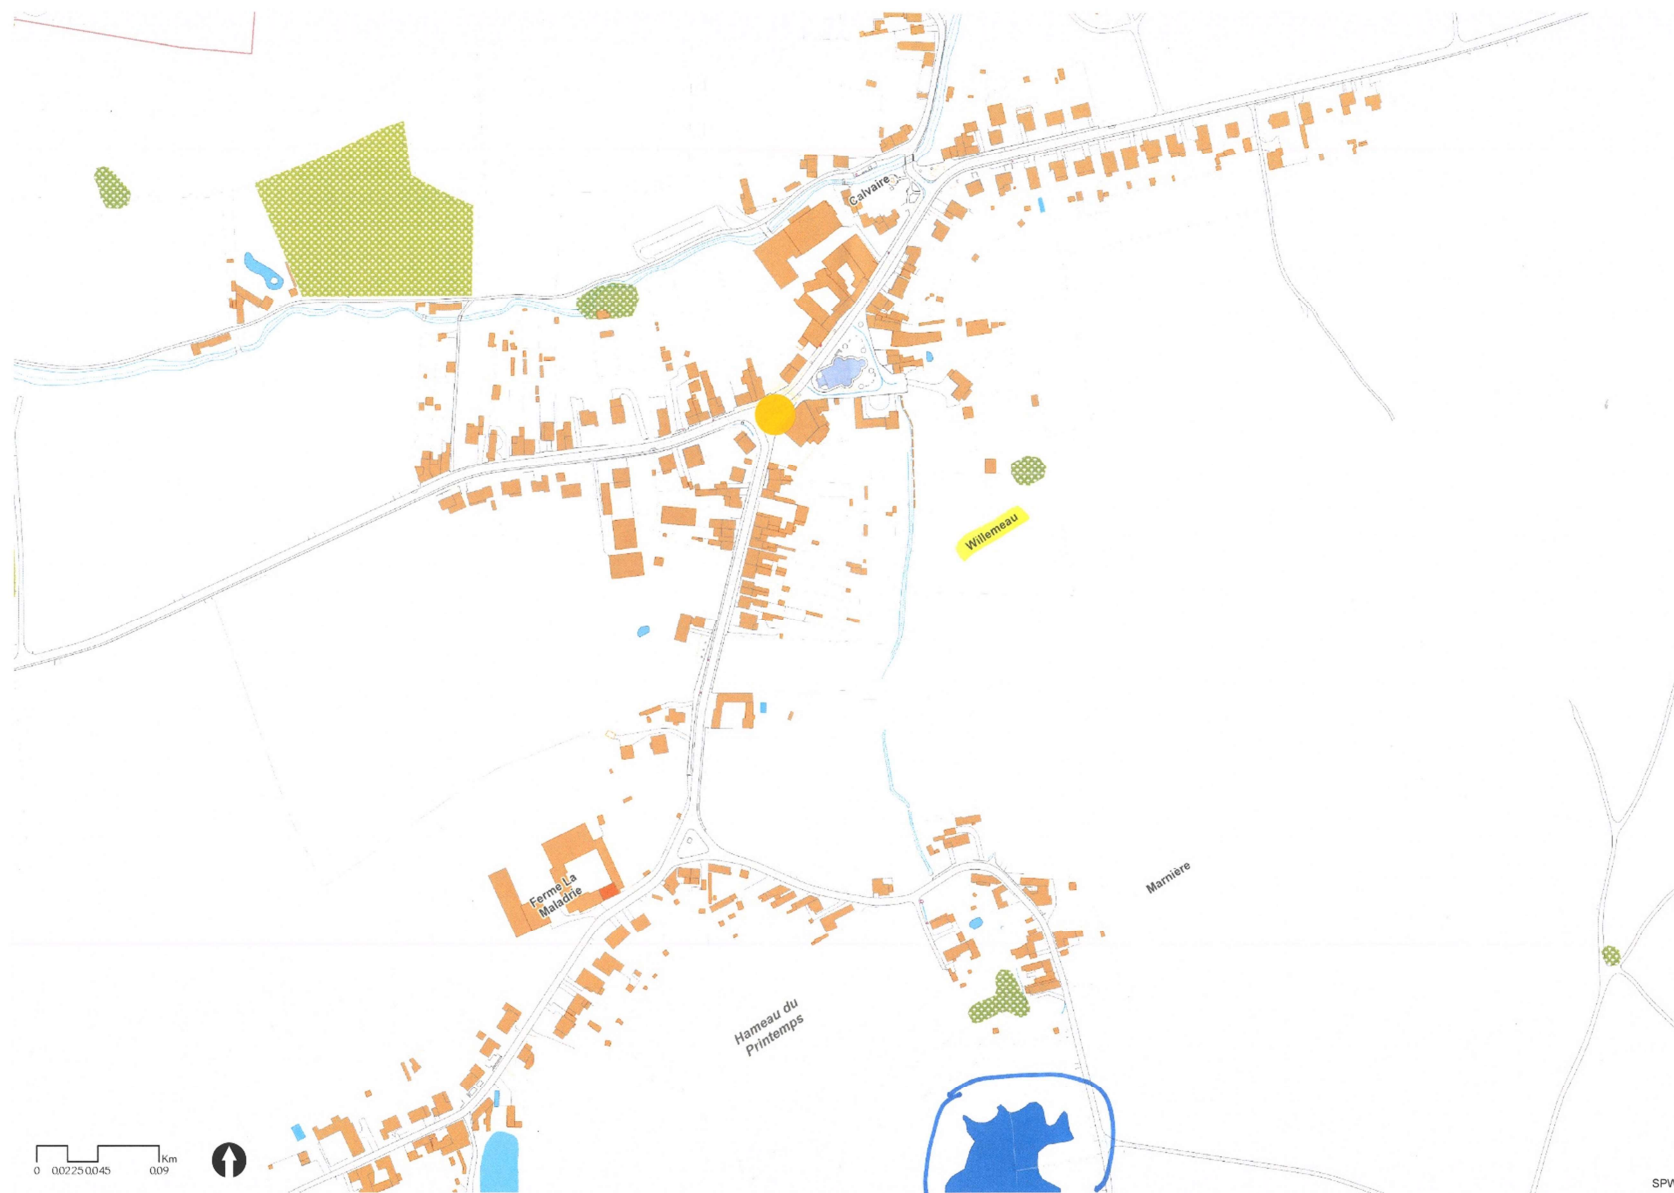 Calvaire
Willemeau
Marnière
Ferme La
Maladrie
Hameau du
Printemps
0 0.0225 0.045 0.09 Km
SPW